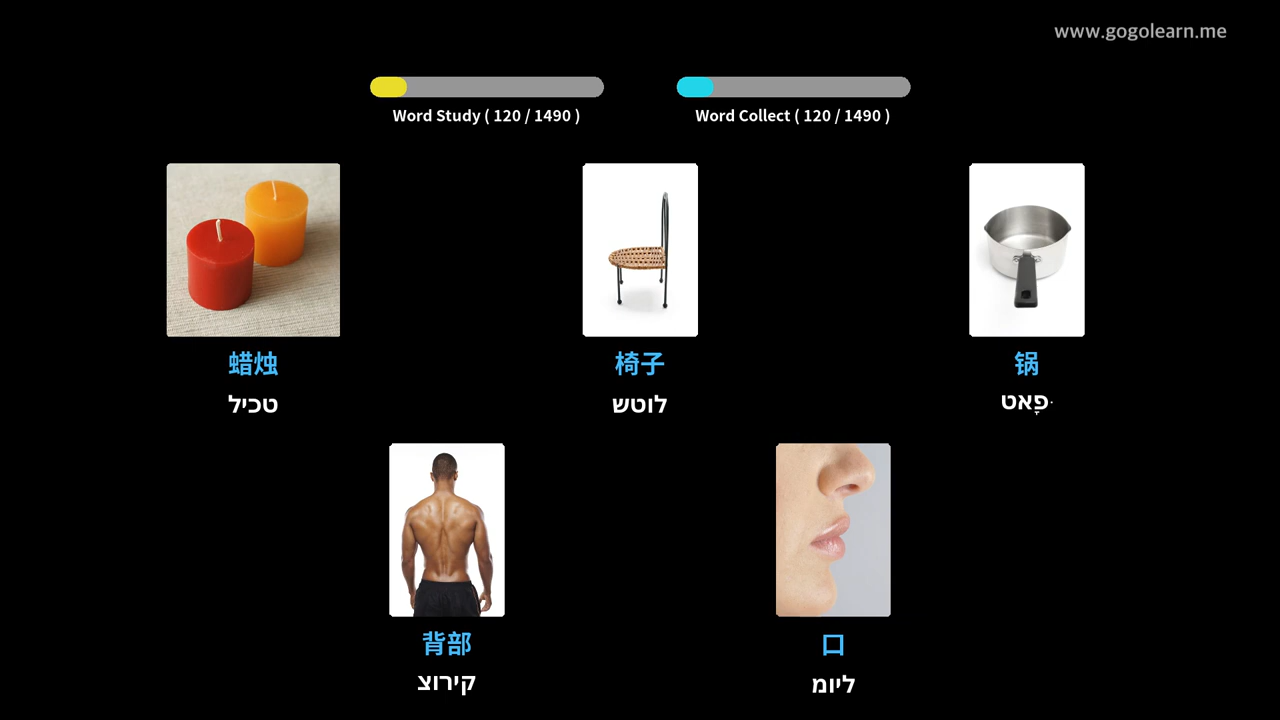 www.gogolearn.me
Word Study ( 120 / 1490 )
Word Collect ( 120 / 1490 )
蜡烛
טכיל
椅子
לוטש
锅
ּפָאט
背部
קירוצ
口
ליומ